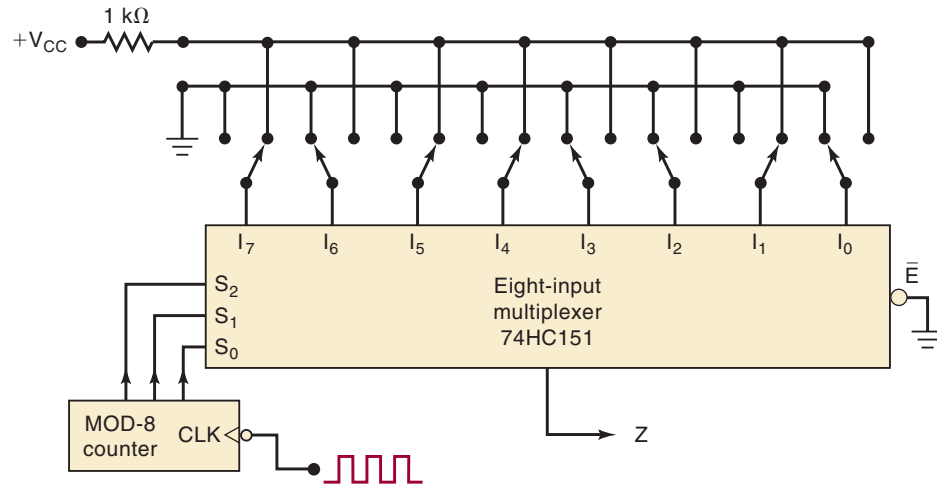 1 kΩ
+V_CC
I₇ I₆ I₅ I₄ I₃ I₂ I₁ I₀
E̅
S₂
S₁
S₀
Eight-input
multiplexer
74HC151
MOD-8
counter
CLK
Z